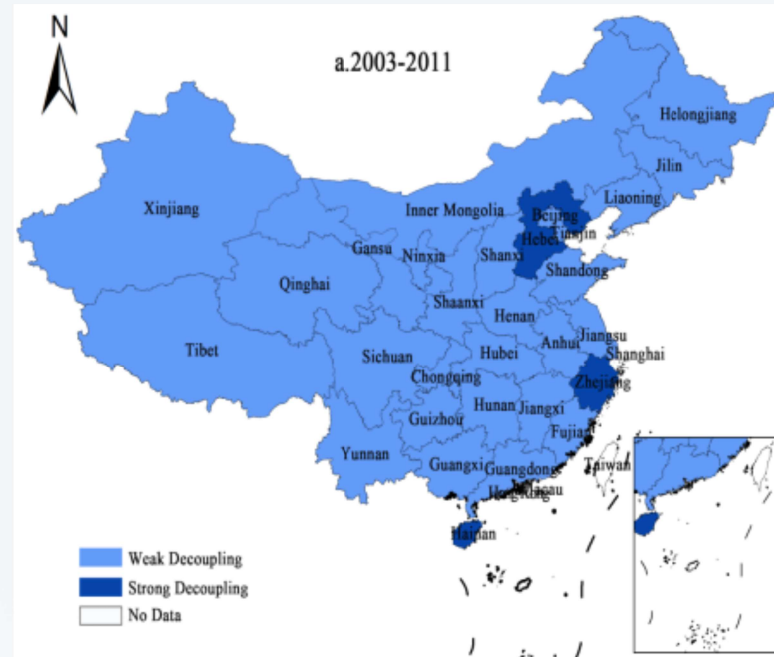 N
a.2003-2011
Helongjiang
Jilin
Liaoning
Xinjiang
Inner Mongolia
Beijing
Tianjin
Hebei
Gansu
Ninxia
Shanxi
Shandong
Qinghai
Shaanxi
Henan
Tibet
Sichuan
Hubei
Anhui
Jiangsu
Shanghai
Chongqing
Zhejiang
Guizhou
Hunan
Jiangxi
Fujian
Yunnan
Guangxi
Guangdong
Taiwan
Hainan
Weak Decoupling
Strong Decoupling
No Data